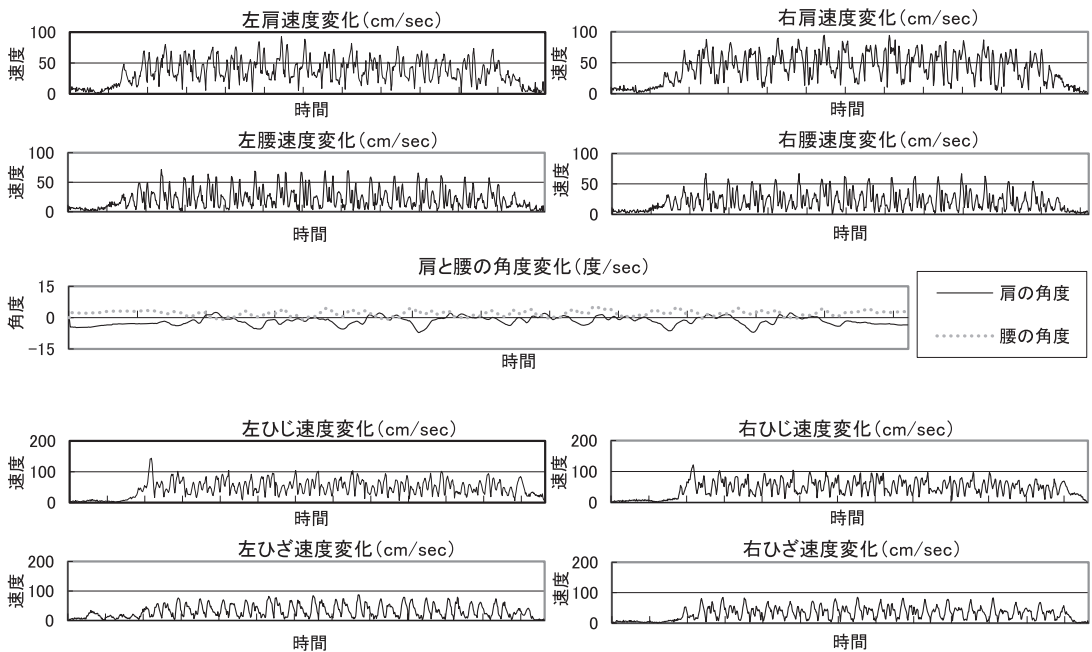 左肩速度変化(cm/sec)
100
50
0
速度
時間
右肩速度変化(cm/sec)
100
50
0
速度
時間
左腰速度変化(cm/sec)
100
50
0
速度
時間
右腰速度変化(cm/sec)
100
50
0
速度
時間
肩と腰の角度変化(度/sec)
15
0
-15
角度
時間
肩の角度
腰の角度
左ひじ速度変化(cm/sec)
200
100
0
速度
時間
右ひじ速度変化(cm/sec)
200
100
0
速度
時間
左ひざ速度変化(cm/sec)
200
100
0
速度
時間
右ひざ速度変化(cm/sec)
200
100
0
速度
時間